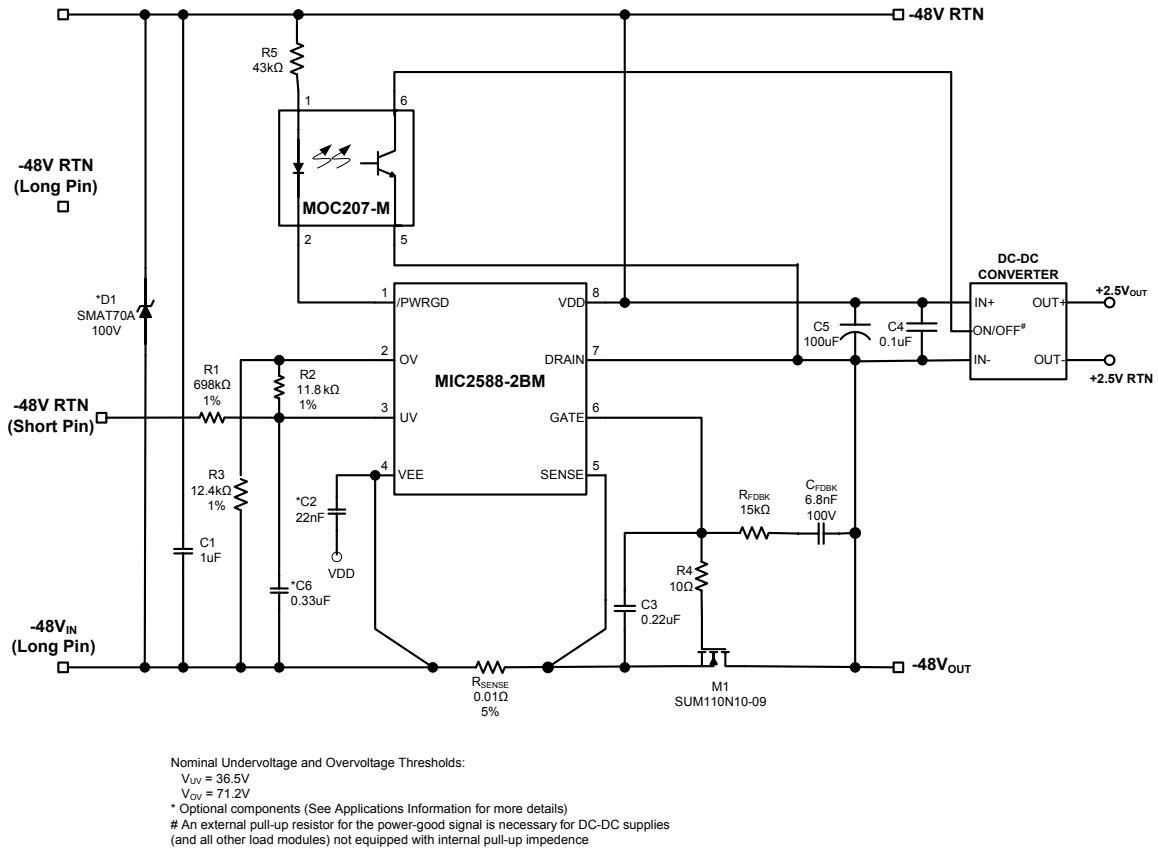 -48V RTN
R5
43kΩ
1
6
-48V RTN
(Long Pin)
MOC207-M
2
5
DC-DC
CONVERTER
*D1
SMAT70A
100V
1
/PWRGD
VDD
8
IN+
OUT+
+2.5VOUT
C5
100uF
C4
0.1uF
ON/OFF#
2
OV
DRAIN
7
IN-
OUT-
+2.5V RTN
R1
698kΩ
1%
R2
11.8 kΩ
1%
MIC2588-2BM
-48V RTN
(Short Pin)
3
UV
GATE
6
R3
12.4kΩ
1%
4
VEE
SENSE
5
*C2
22nF
VDD
RFDBK
15kΩ
CFDBK
6.8nF
100V
C1
1uF
*C6
0.33uF
R4
10Ω
C3
0.22uF
-48VIN
(Long Pin)
-48VOUT
RSENSE
0.01Ω
5%
M1
SUM110N10-09
Nominal Undervoltage and Overvoltage Thresholds:
VUV = 36.5V
VOV = 71.2V
* Optional components (See Applications Information for more details)
# An external pull-up resistor for the power-good signal is necessary for DC-DC supplies
(and all other load modules) not equipped with internal pull-up impedence